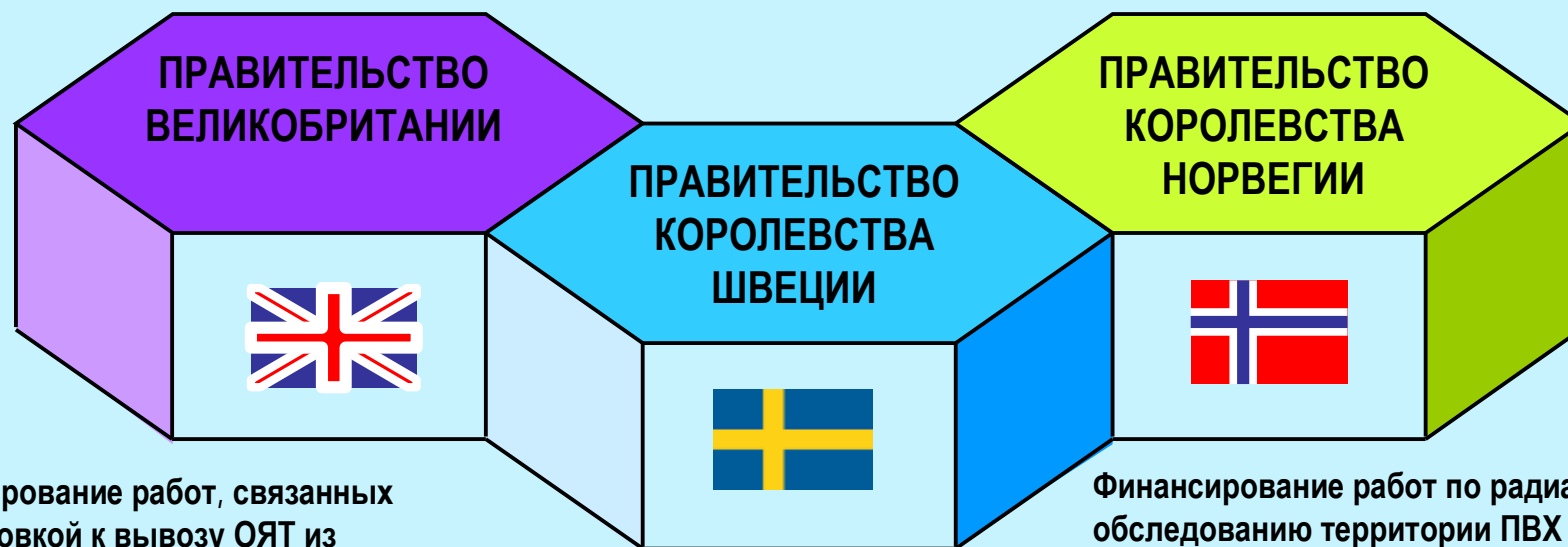 ПРАВИТЕЛЬСТВО
ВЕЛИКОБРИТАНИИ
ПРАВИТЕЛЬСТВО
КОРОЛЕВСТВА
ШВЕЦИИ
ПРАВИТЕЛЬСТВО
КОРОЛЕВСТВА
НОРВЕГИИ
работ, связанных
к вывозу ОЯТ из
Финансирование работ по
обследованию территории ПВХ